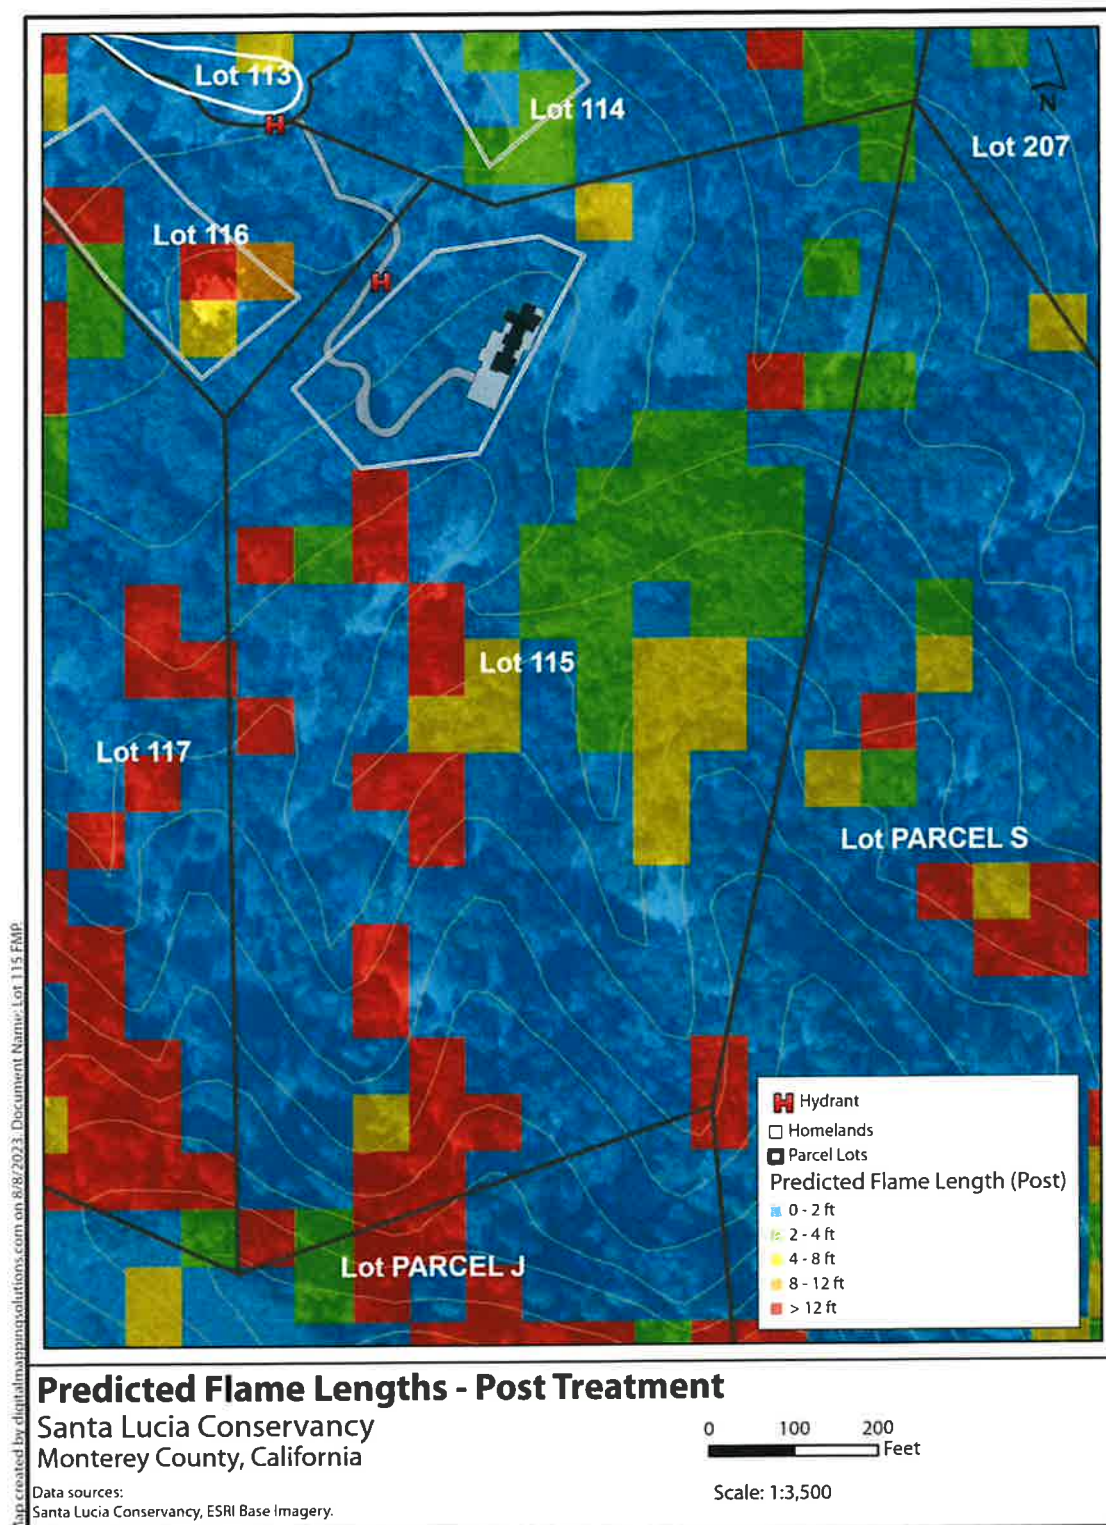 Lot 113
Lot 114
N
Lot 207
Lot 116
H
H
Lot 115
Lot 117
Lot PARCEL S
Lot PARCEL J
H Hydrant
Homelands
Parcel Lots
Predicted Flame Length (Post)
0 - 2 ft
2 - 4 ft
4 - 8 ft
8 - 12 ft
> 12 ft
Map created by digitalmappingsolutions.com on 8/8/2023. Document Name: Lot 115 FMP
Predicted Flame Lengths - Post Treatment
Santa Lucia Conservancy
Monterey County, California
Data sources:
Santa Lucia Conservancy, ESRI Base Imagery.
0 100 200
Feet
Scale: 1:3,500